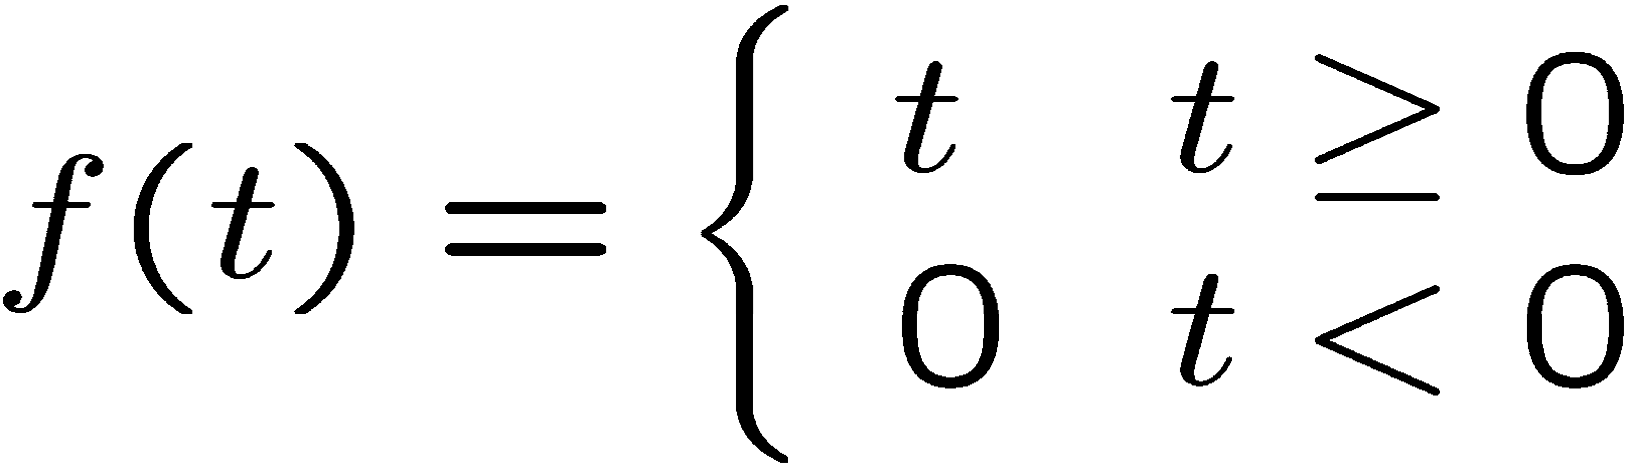 f(t) = { t t ≥ 0
0 t < 0